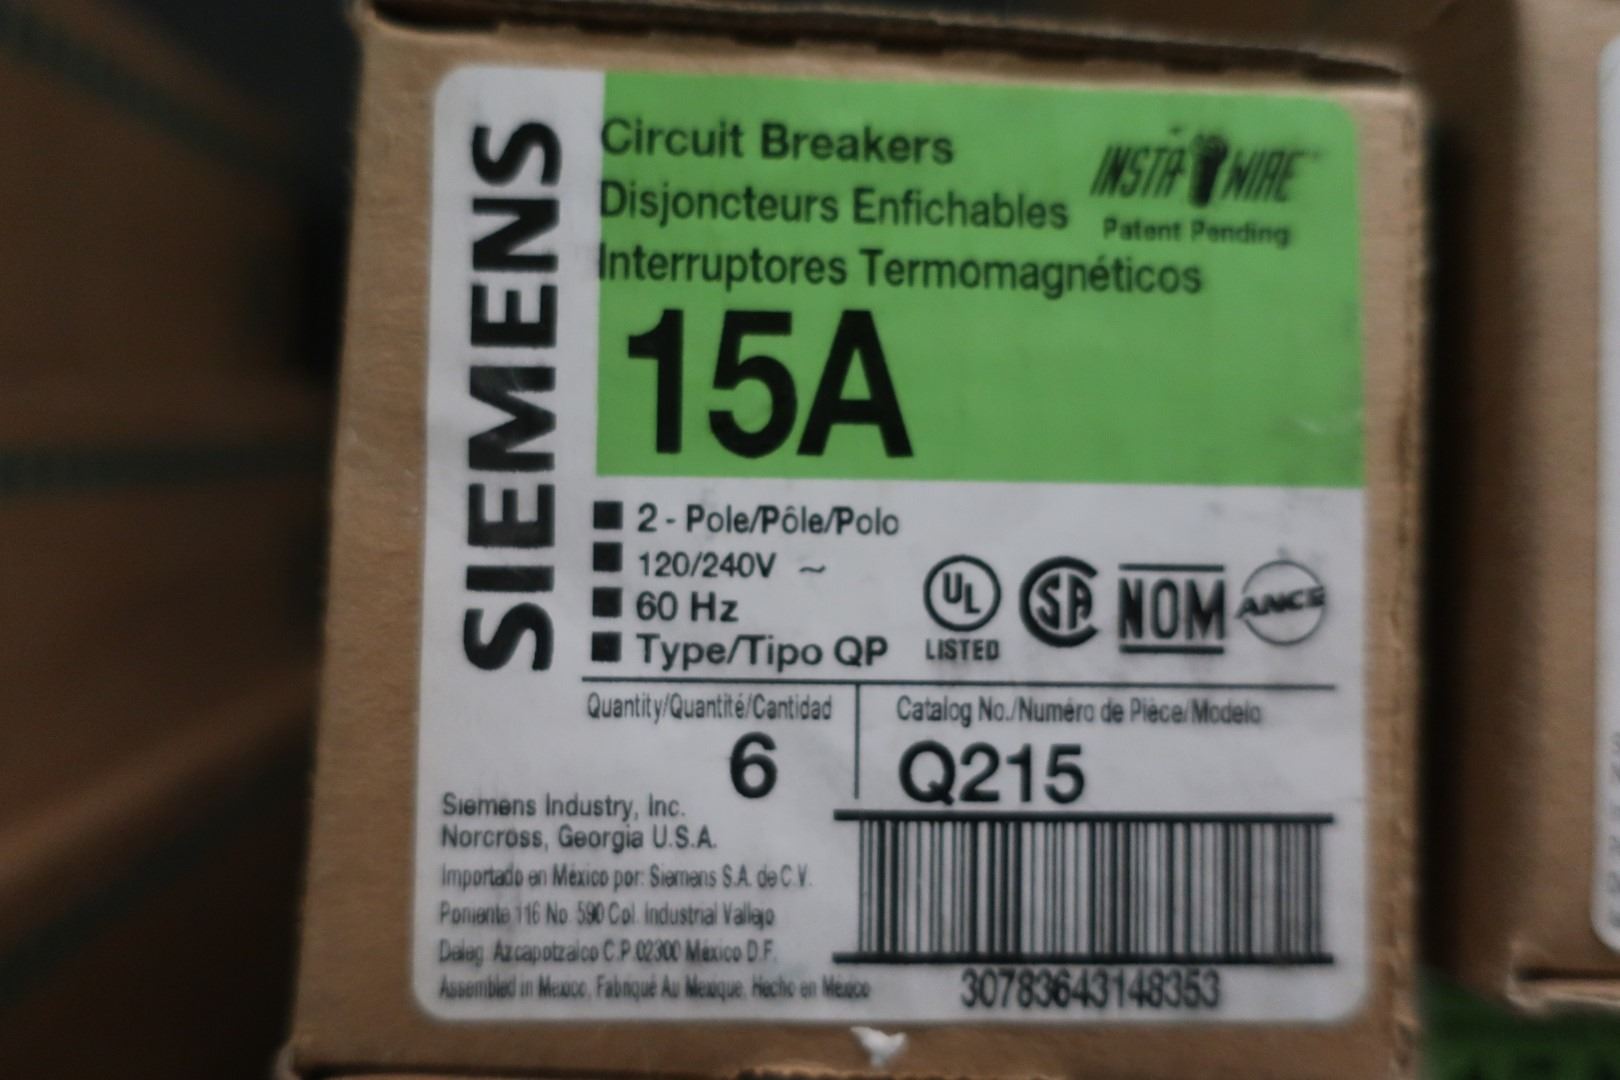 SIEMENS
Circuit Breakers
Disjoncteurs Enfichables
Interruptores Termomagnéticos
INSTA WIRE™
Patent Pending
15A
2 - Pole/Pôle/Polo
120/240V ~
60 Hz
Type/Tipo QP
UL
LISTED
SA
NOM
ANCE
Quantity/Quantité/Cantidad
6
Catalog No./Numéro de Pièce/Modelo
Q215
Siemens Industry, Inc.
Norcross, Georgia U.S.A.
Importado en México por: Siemens S.A. de C.V.
Poniente 116 No. 590 Col. Industrial Vallejo
Deleg. Azcapotzalco C.P. 02300 México D.F.
Assembled in Mexico, Fabriqué Au Mexique, Hecho en México
30783643148353